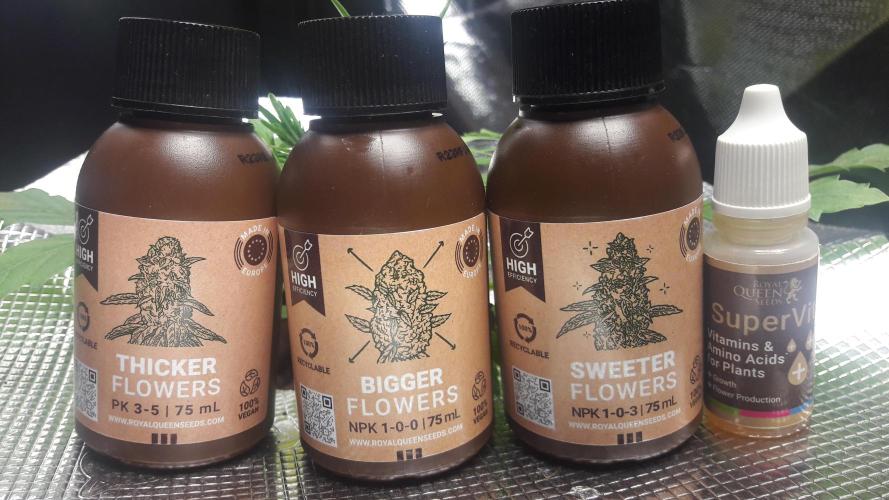 HIGH
EFFICIENCY
MADE IN
EUROPE
100%
RECYCLABLE
THICKER
FLOWERS
PK 3-5 | 75 mL
100%
VEGAN
WWW.ROYALQUEENSEEDS.COM
HIGH
EFFICIENCY
MADE IN
EUROPE
100%
RECYCLABLE
BIGGER
FLOWERS
NPK 1-0-0 | 75 mL
100%
VEGAN
WWW.ROYALQUEENSEEDS.COM
HIGH
EFFICIENCY
100%
RECYCLABLE
SWEETER
FLOWERS
NPK 1-0-3 | 75 mL
WWW.ROYALQUEENSEEDS.COM
ROYAL
QUEEN
SEEDS
SuperVit
Vitamins &
Amino Acids
for Plants
Growth
Flower Production